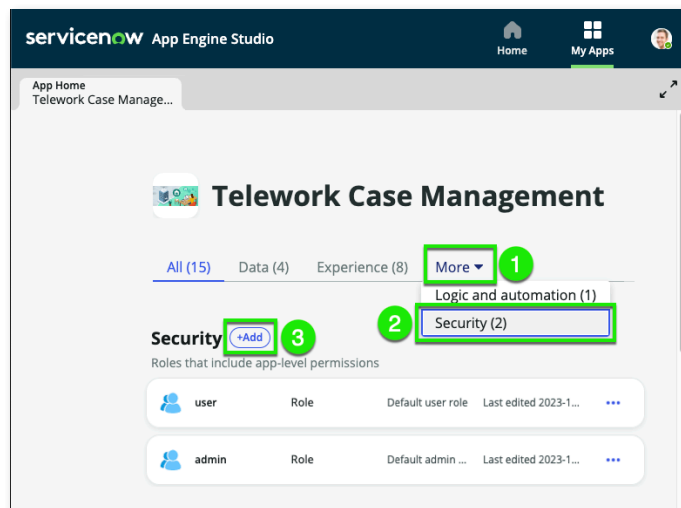 servicenow App Engine Studio
Home
My Apps
App Home
Telework Case Manage...
Telework Case Management
All (15) Data (4) Experience (8) More 1
Logic and automation (1)
2 Security (2)
Security +Add 3
Roles that include app-level permissions
user Role Default user role Last edited 2023-1... •••
admin Role Default admin ... Last edited 2023-1... •••